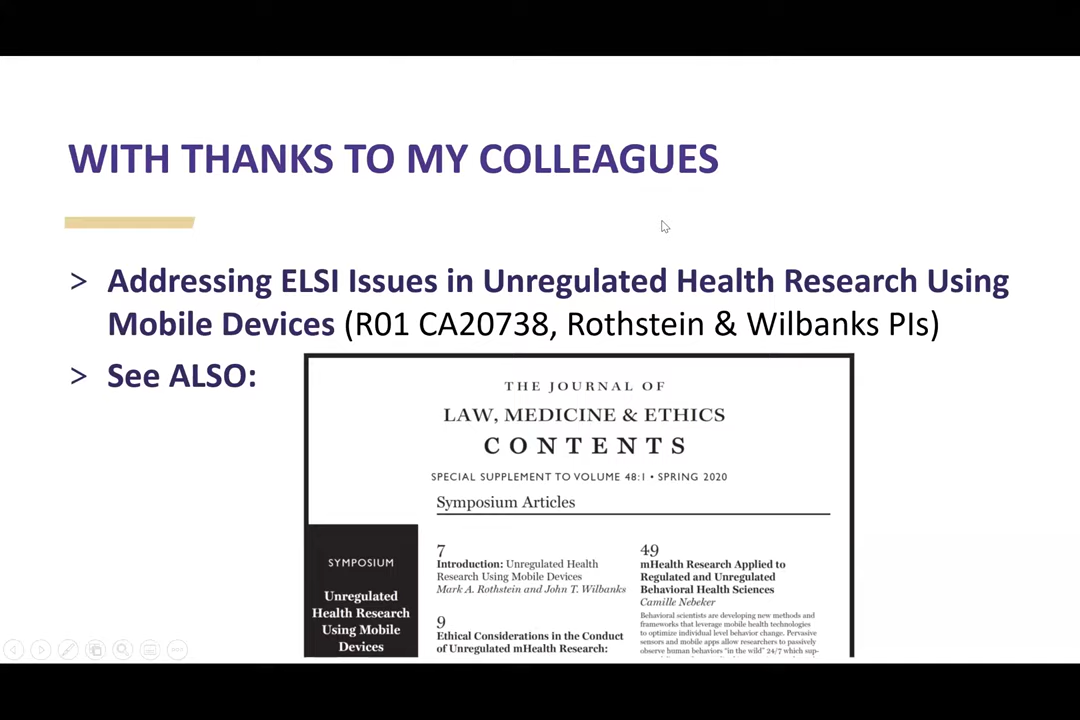 WITH THANKS TO MY COLLEAGUES
> Addressing ELSI Issues in Unregulated Health Research Using
Mobile Devices (R01 CA20738, Rothstein & Wilbanks PIs)
> See ALSO:
THE JOURNAL OF
LAW, MEDICINE & ETHICS
CONTENTS
SPECIAL SUPPLEMENT TO VOLUME 48:1 • SPRING 2020
Symposium Articles
SYMPOSIUM
Unregulated
Health Research
Using Mobile
Devices
7
Introduction: Unregulated Health
Research Using Mobile Devices
Mark A. Rothstein and John T. Wilbanks
9
Ethical Considerations in the Conduct
of Unregulated mHealth Research:
49
mHealth Research Applied to
Regulated and Unregulated
Behavioral Health Sciences
Camille Nebeker
Behavioral scientists are developing new methods and
frameworks that leverage mobile health technologies
to optimize individual level behavior change. Pervasive
sensors and mobile apps allow researchers to passively
observe human behaviors "in the wild" 24/7 which sup-